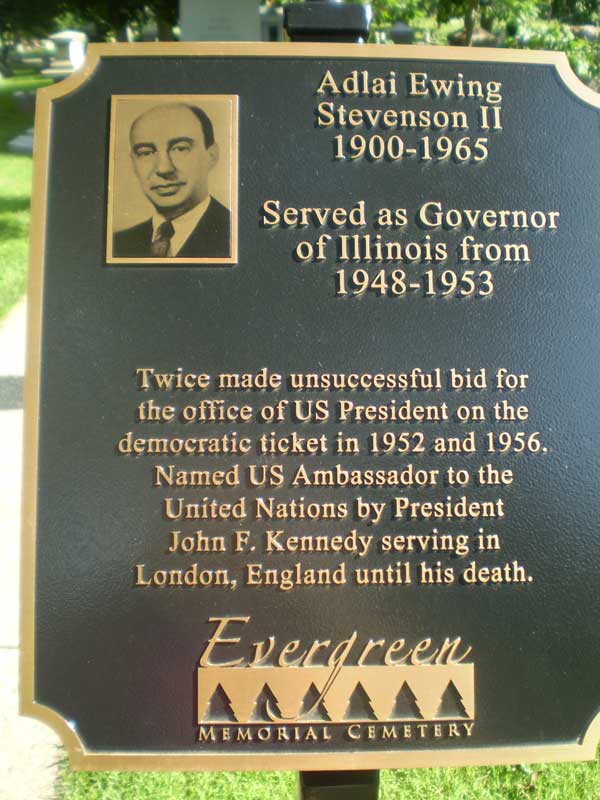 Adlai Ewing
Stevenson II
1900-1965
Served as Governor
of Illinois from
1948-1953
Twice made unsuccessful bid for
the office of US President on the
democratic ticket in 1952 and 1956.
Named US Ambassador to the
United Nations by President
John F. Kennedy serving in
London, England until his death.
Evergreen
MEMORIAL CEMETERY